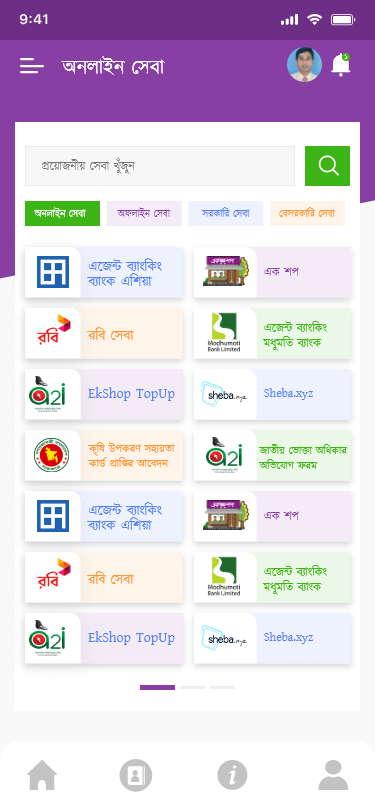 9:41
অনলাইন সেবা
প্রয়োজনীয় সেবা খুঁজুন
অনলাইন সেবা
অফলাইন সেবা
সরকারি সেবা
বেসরকারি সেবা
এজেন্ট ব্যাংকিং
ব্যাংক এশিয়া
এক শপ
রবি
রবি সেবা
Modhumoti
Bank Limited
এজেন্ট ব্যাংকিং
মধুমতি ব্যাংক
a2i
EkShop TopUp
sheba.xyz
Sheba.xyz
কৃষি উপকরণ সহায়তা
কার্ড প্রাপ্তির আবেদন
a2i
জাতীয় ভোক্তা অধিকার
অভিযোগ ফরম
এজেন্ট ব্যাংকিং
ব্যাংক এশিয়া
এক শপ
রবি
রবি সেবা
Modhumoti
Bank Limited
এজেন্ট ব্যাংকিং
মধুমতি ব্যাংক
a2i
EkShop TopUp
sheba.xyz
Sheba.xyz